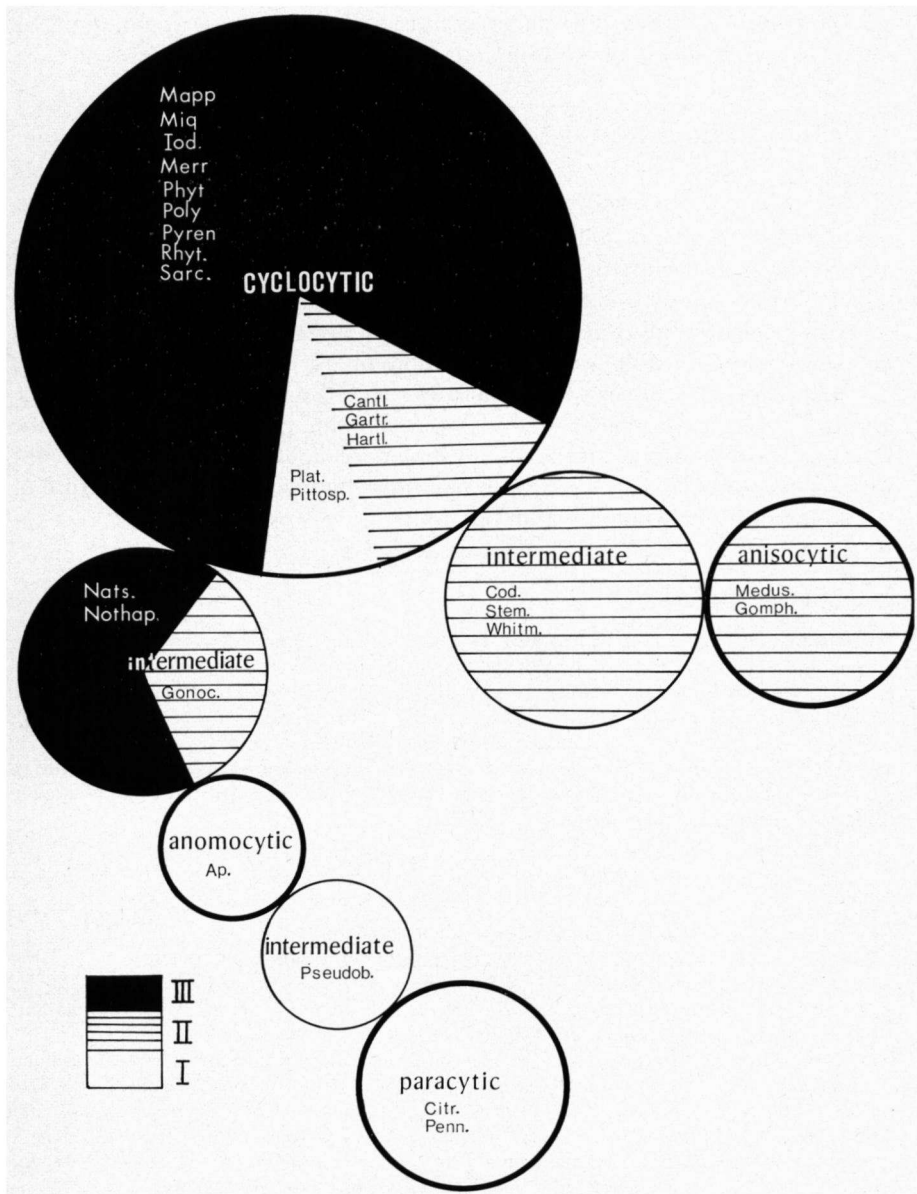 Mapp
Miq
Iod.
Merr
Phyt
Poly
Pyren
Rhyt.
Sarc.
CYCLOCYTIC
Cantl.
Gartr.
Hartl.
Plat.
Pittosp.
intermediate
Cod.
Stem.
Whitm.
anisocytic
Medus.
Gomph.
Nats.
Nothap.
intermediate
Gonoc.
anomocytic
Ap.
intermediate
Pseudob.
III
II
I
paracytic
Citr.
Penn.